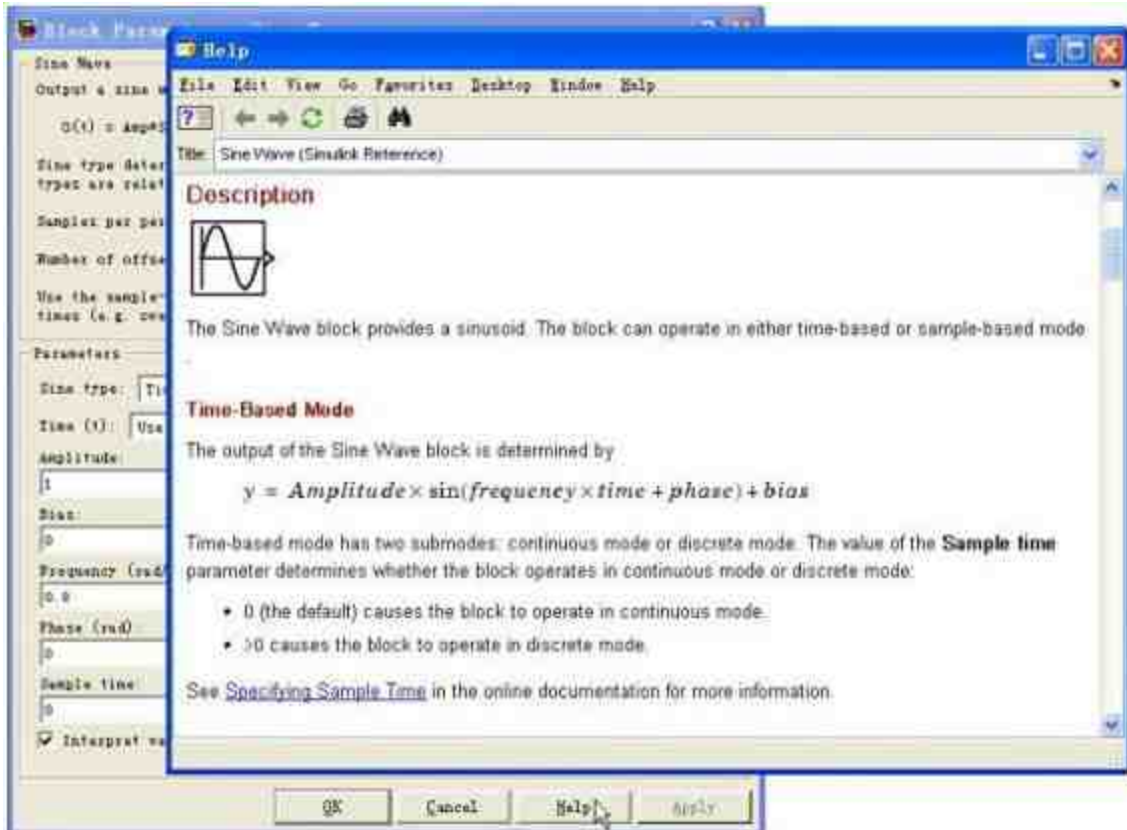 Block Param
Sine Wave
Output a sine w
O(t) = Amp*S
Sine type deter
types are relat
Samples per per
Number of offse
Use the sample-
times (e.g. ove
Parameters
Sine type: Ti
Time (t): Use
Amplitude:
1
Bias:
0
Frequency (rad/
0.8
Phase (rad):
0
Sample time:
0
Interpret ve
OK Cancel Help Apply
Help
File Edit View Go Favorites Desktop Window Help
Title: Sine Wave (Simulink Reference)
Description
The Sine Wave block provides a sinusoid. The block can operate in either time-based or sample-based mode
.
Time-Based Mode
The output of the Sine Wave block is determined by
y = Amplitude × sin(frequency × time + phase) + bias
Time-based mode has two submodes: continuous mode or discrete mode. The value of the Sample time
parameter determines whether the block operates in continuous mode or discrete mode:
• 0 (the default) causes the block to operate in continuous mode.
• >0 causes the block to operate in discrete mode.
See Specifying Sample Time in the online documentation for more information.